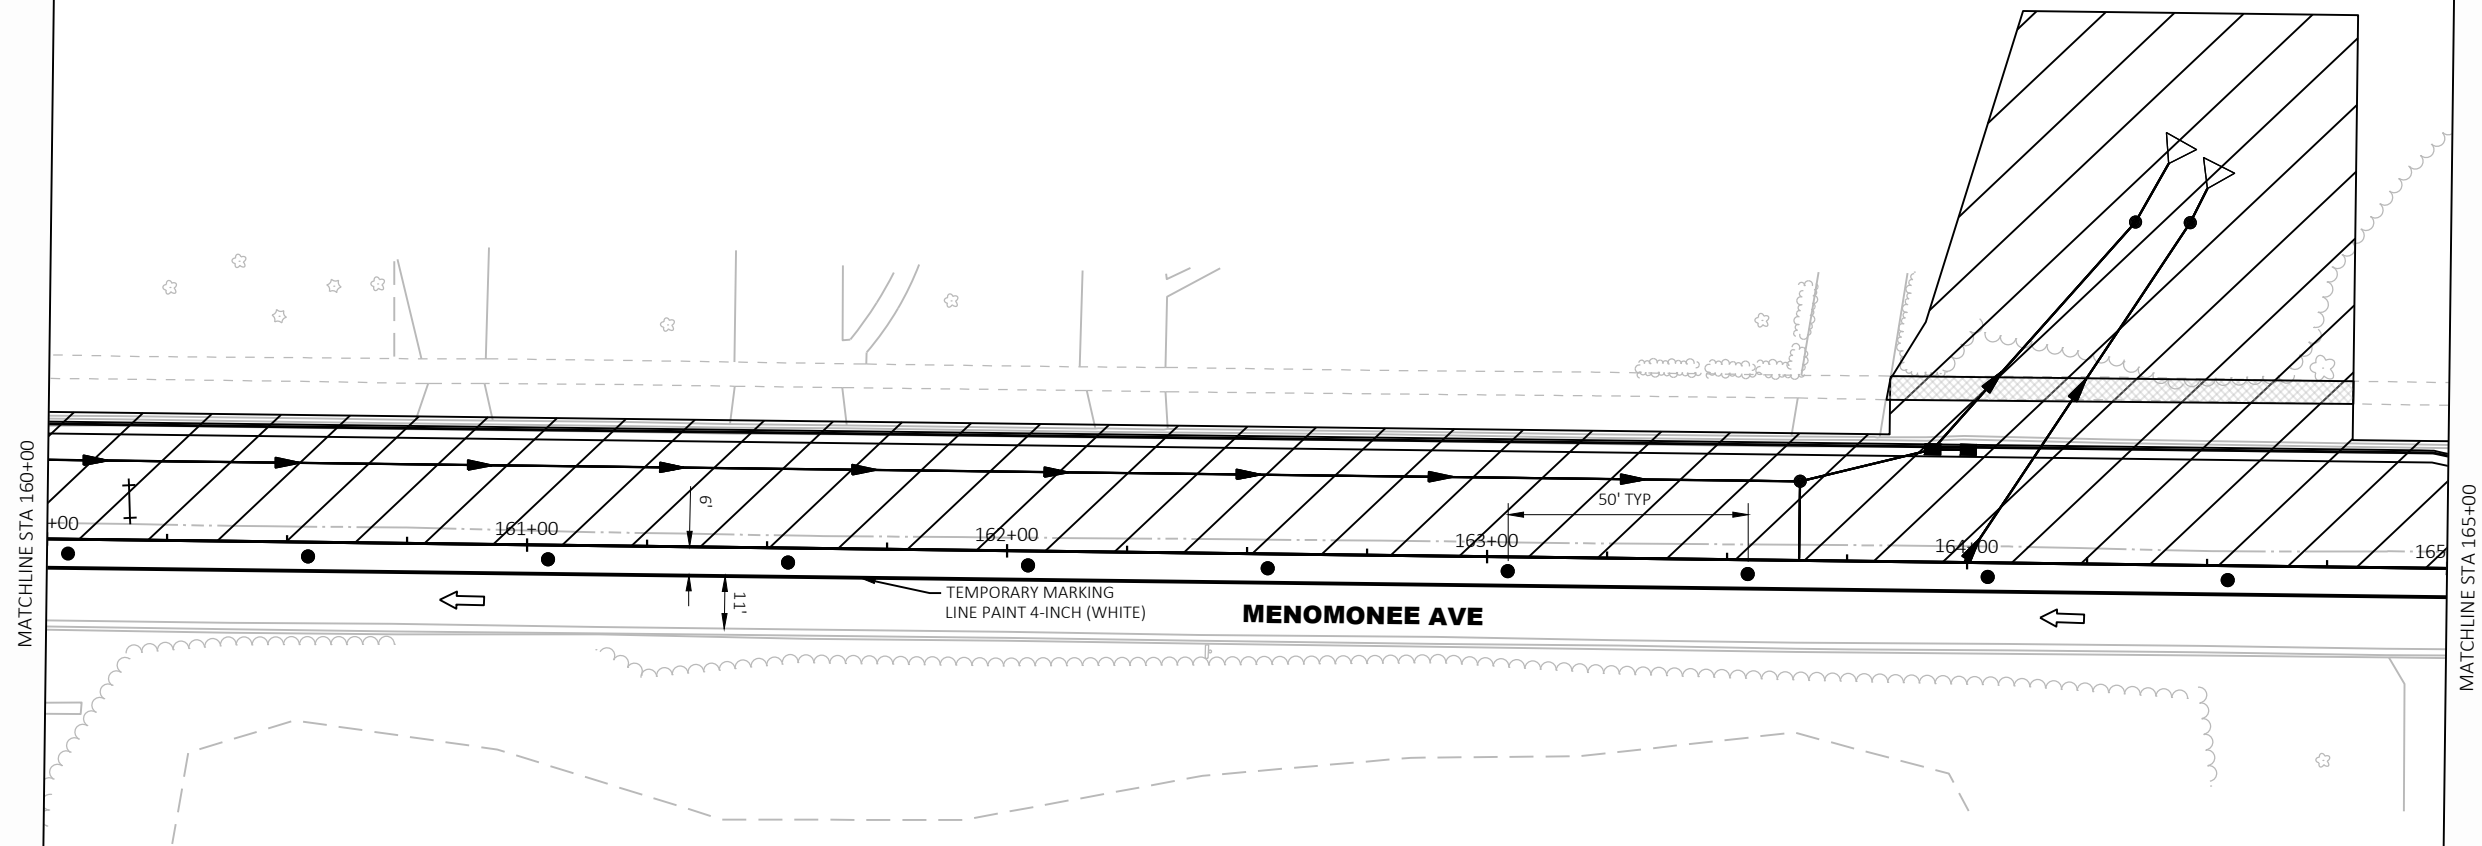 MATCHLINE STA 160+00
+00
161+00
162+00
163+00
164+00
165
6'
11'
50' TYP
TEMPORARY MARKING
LINE PAINT 4-INCH (WHITE)
MENOMONEE AVE
MATCHLINE STA 165+00